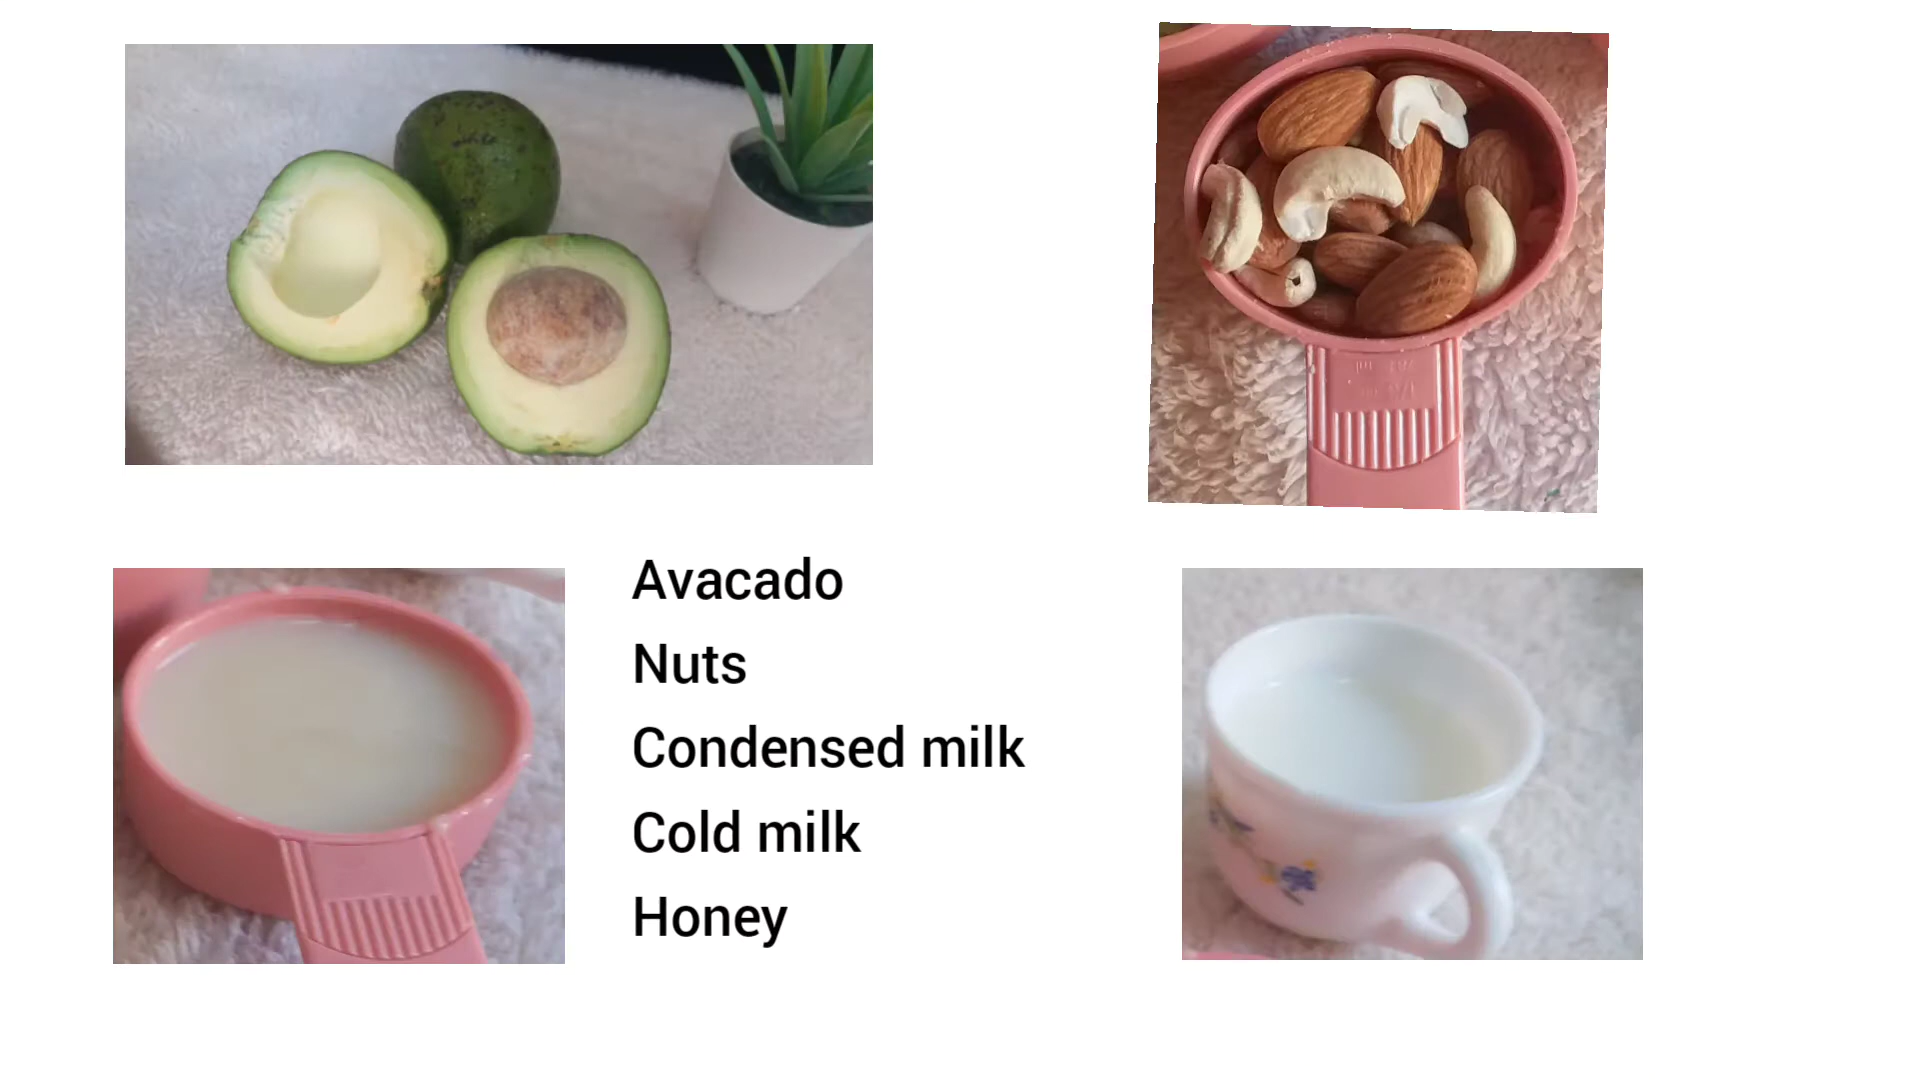 Avacado
Nuts
Condensed milk
Cold milk
Honey